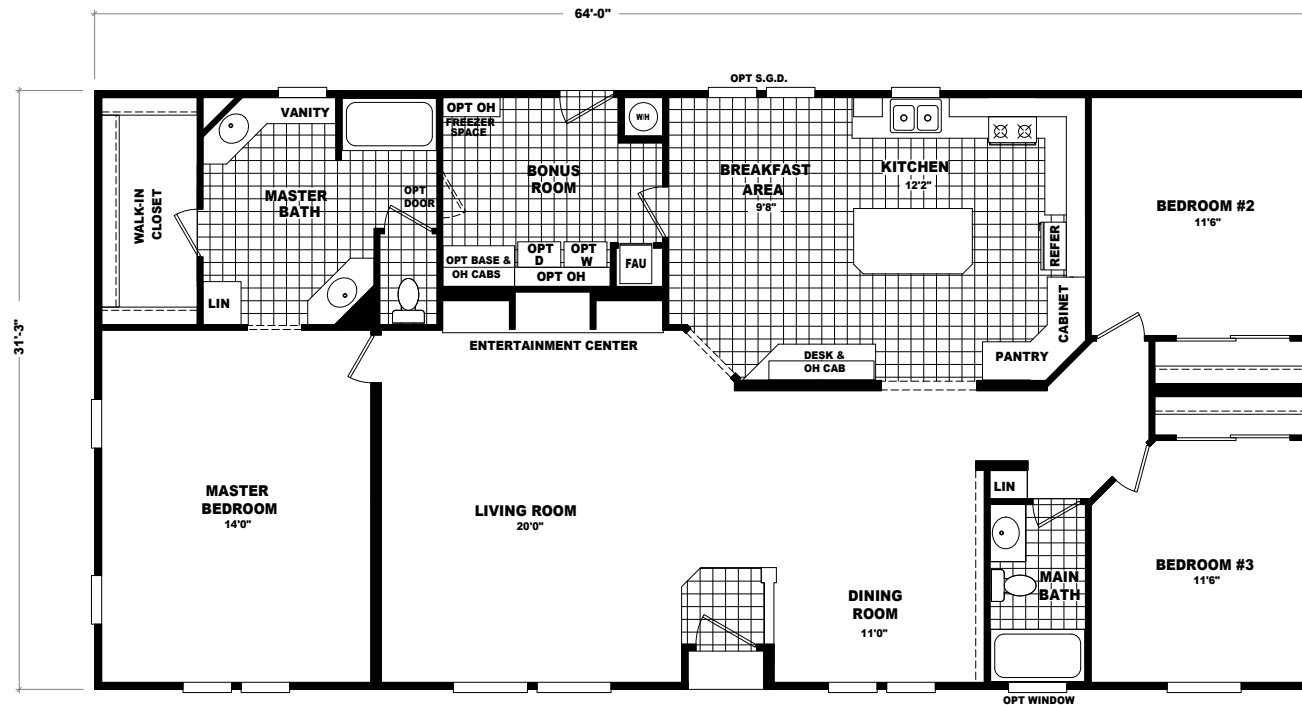 64'-0"
31'-3"
OPT S.G.D.
WALK-IN
CLOSET
VANITY
MASTER
BATH
LIN
OPT
DOOR
OPT OH
FREEZER
SPACE
W/H
BONUS
ROOM
OPT BASE &
OH CABS
OPT
D
OPT
W
OPT OH
FAU
BREAKFAST
AREA
9'8"
KITCHEN
12'2"
REFER
CABINET
PANTRY
DESK &
OH CAB
BEDROOM #2
11'6"
ENTERTAINMENT CENTER
MASTER
BEDROOM
14'0"
LIVING ROOM
20'0"
DINING
ROOM
11'0"
LIN
MAIN
BATH
BEDROOM #3
11'6"
OPT WINDOW